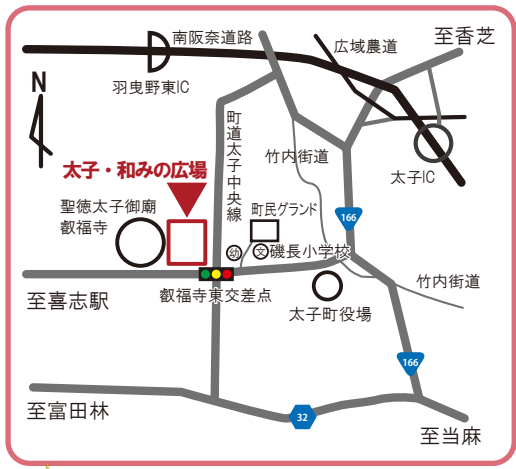 南阪奈道路
広域農道
至香芝
N
羽曳野東IC
町道太子中央線
竹内街道
太子IC
太子・和みの広場
聖徳太子御廟
叡福寺
町民グランド
166
幼
文
磯長小学校
竹内街道
至喜志駅
叡福寺東交差点
太子町役場
166
至富田林
32
至当麻